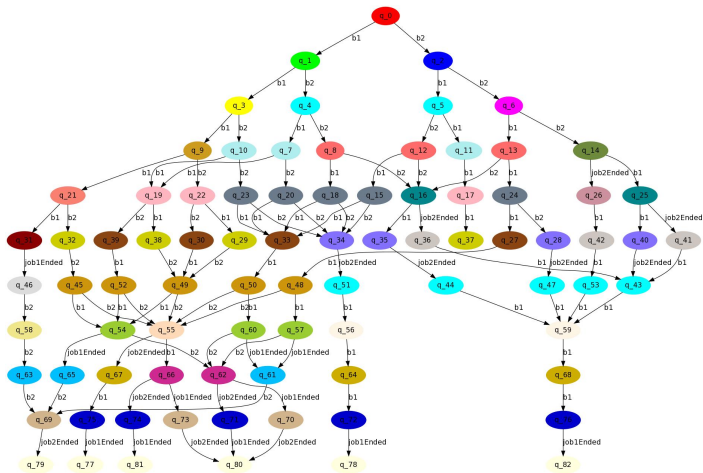 q_0
b1 b2
q_1 q_2
b1 b2 b1 b2
q_3 q_4 q_5 q_6
b1 b2 b1 b2 b2 b1 b1 b2
q_9 q_10 q_7 q_8 q_12 q_11 q_13 q_14
b1 b2 b1 b2 b1 b2 b1 b2 b1 b2 b1 b2 b1 job2Ended b1
q_21 q_19 q_22 q_23 q_20 q_18 q_15 q_16 q_17 q_24 q_26 q_25
b1 b2 b2 b1 b2 b1 b1 b2 b1 b2 b1 b2 b1 job2Ended b1 b1 b2 b1 b1 job2Ended
q_32 q_39 q_38 q_30 q_29 q_33 q_34 q_35 q_36 q_37 q_27 q_28 q_42 q_40 q_41
job1Ended b2 b1 b2 b1 b2 b1 b1 job2Ended job2Ended b1 job2Ended b1 job2Ended b1
q_46 q_45 q_52 q_49 q_50 q_48 q_51 q_44 q_47 q_53 q_43
b2 b1 b2 b1 b2 b1 b2 b2 b1 b2 b1 b1 b1 b1 b1 b1
q_58 q_54 q_55 q_60 q_57 q_56 q_59
b2 job1Ended b2 job2Ended b1 b2 job1Ended b2 job1Ended b1 b1
q_63 q_65 q_67 q_66 q_62 q_61 q_64 q_68
b2 b2 b1 job2Ended job1Ended b2 job2Ended job1Ended b1 b1
q_69 q_73 q_70
job2Ended job1Ended job1Ended job2Ended job1Ended job2Ended job1Ended job1Ended
q_79 q_77 q_81 q_80 q_78 q_82